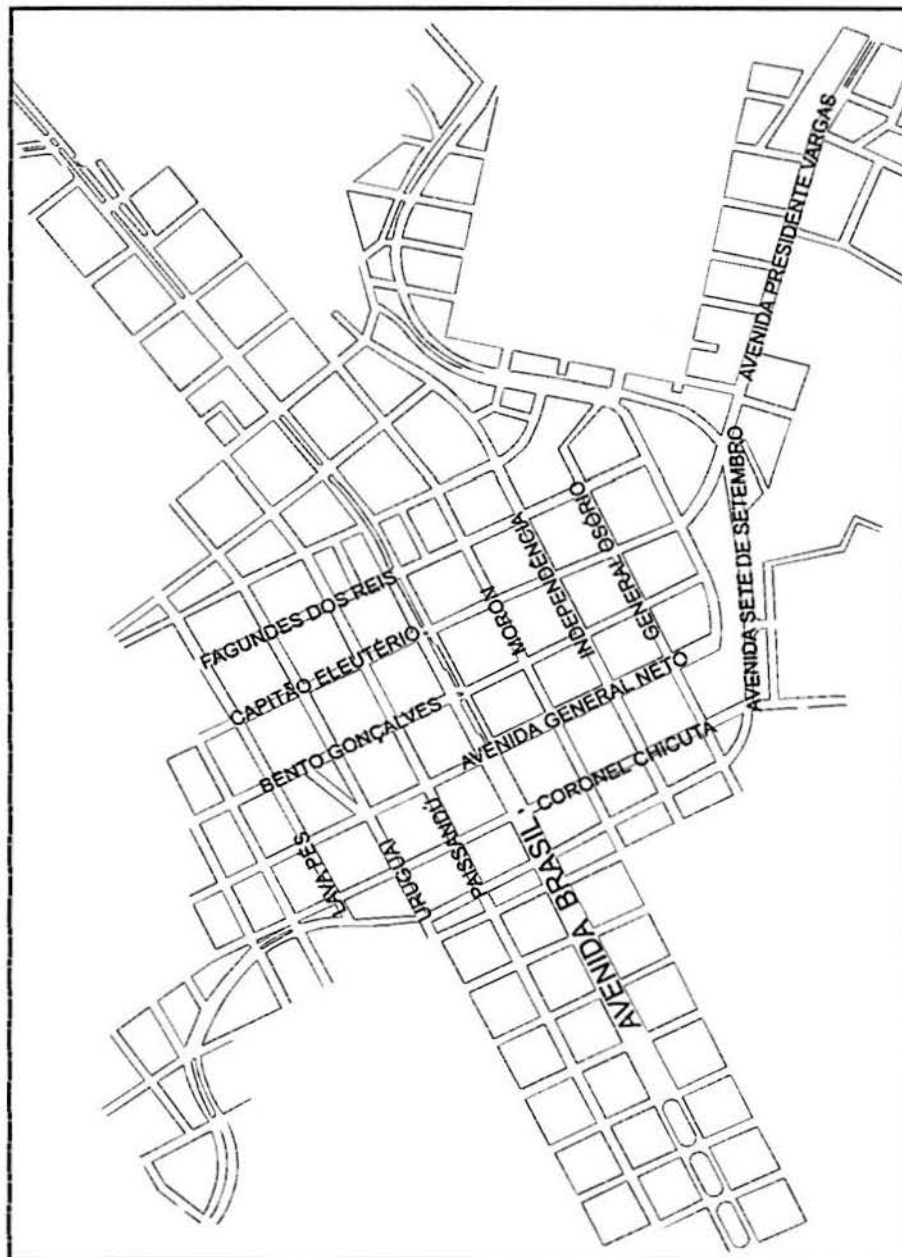 AVENIDA PRESIDENTE VARGAS
AVENIDA SETE DE SETEMBRO
FAGUNDES DOS REIS
CAPITÃO ELEUTÉRIO
BENTO GONÇALVES
MORON
INDEPENDÊNCIA
GENERAL OSÓRIO
AVENIDA GENERAL NETO
CORONEL CHICUTA
LAVA PÉS
URUGUAI
PAISSANDÚ
AVENIDA BRASIL